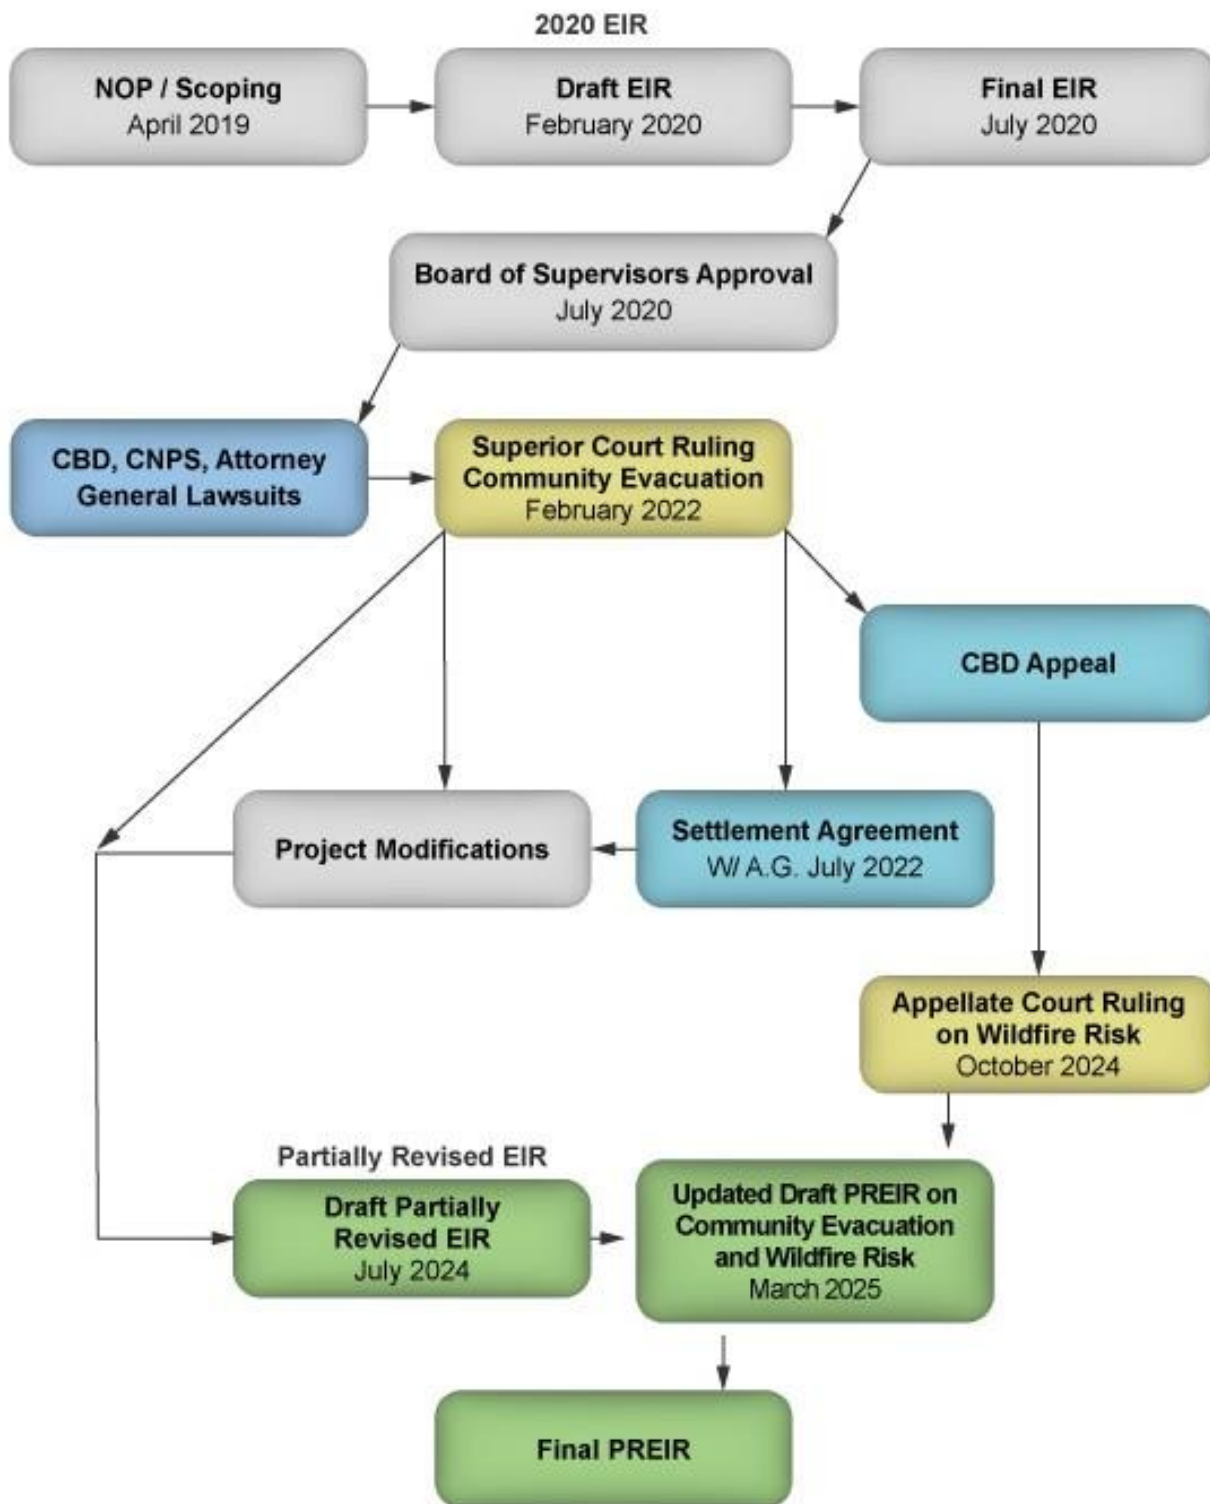 2020 EIR
NOP / Scoping
April 2019
Draft EIR
February 2020
Final EIR
July 2020
Board of Supervisors Approval
July 2020
CBD, CNPS, Attorney
General Lawsuits
Superior Court Ruling
Community Evacuation
February 2022
CBD Appeal
Project Modifications
Settlement Agreement
W/ A.G. July 2022
Appellate Court Ruling
on Wildfire Risk
October 2024
Partially Revised EIR
Draft Partially
Revised EIR
July 2024
Updated Draft PREIR on
Community Evacuation
and Wildfire Risk
March 2025
Final PREIR